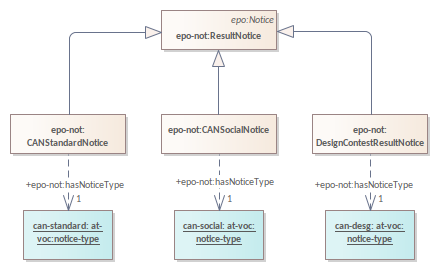 epo:Notice
epo-not:ResultNotice
epo-not:
CANStandardNotice
epo-not:CANSocialNotice
epo-not:
DesignContestResultNotice
+epo-not:hasNoticeType
1
+epo-not:hasNoticeType
1
+epo-not:hasNoticeType
1
can-standard: at-
voc:notice-type
can-social: at-voc:
notice-type
can-desg: at-voc:
notice-type